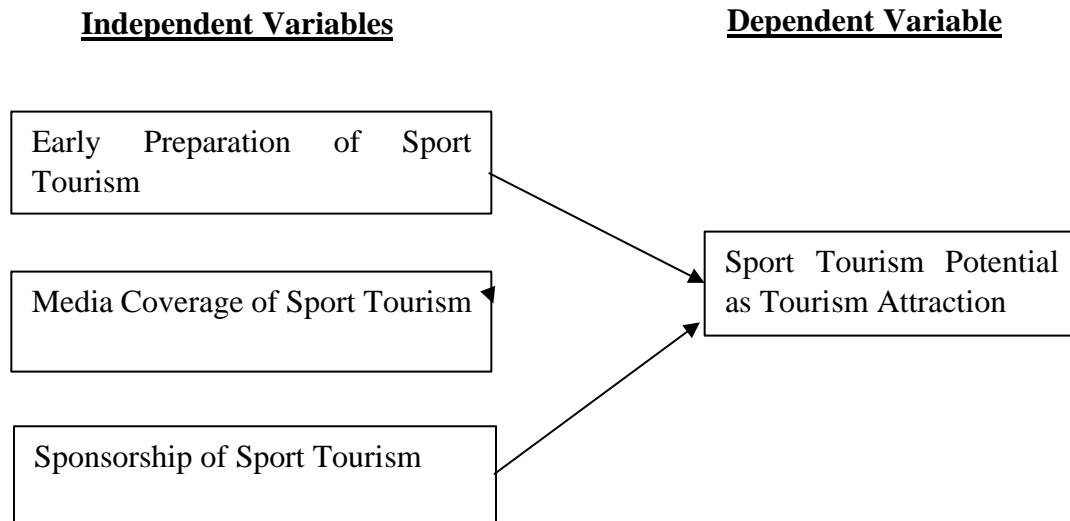 Independent Variables
Dependent Variable
Early Preparation of Sport
Tourism
Media Coverage of Sport Tourism
Sponsorship of Sport Tourism
Sport Tourism Potential
as Tourism Attraction